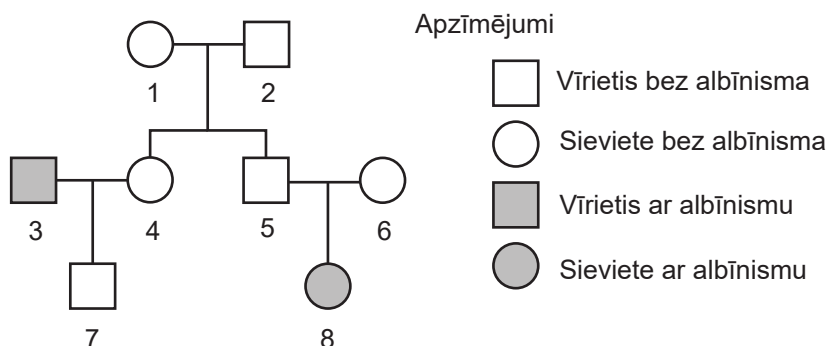 Apzīmējumi
1 2
Vīrietis bez albīnisma
Sieviete bez albīnisma
3 4 5 6
Vīrietis ar albīnismu
Sieviete ar albīnismu
7 8